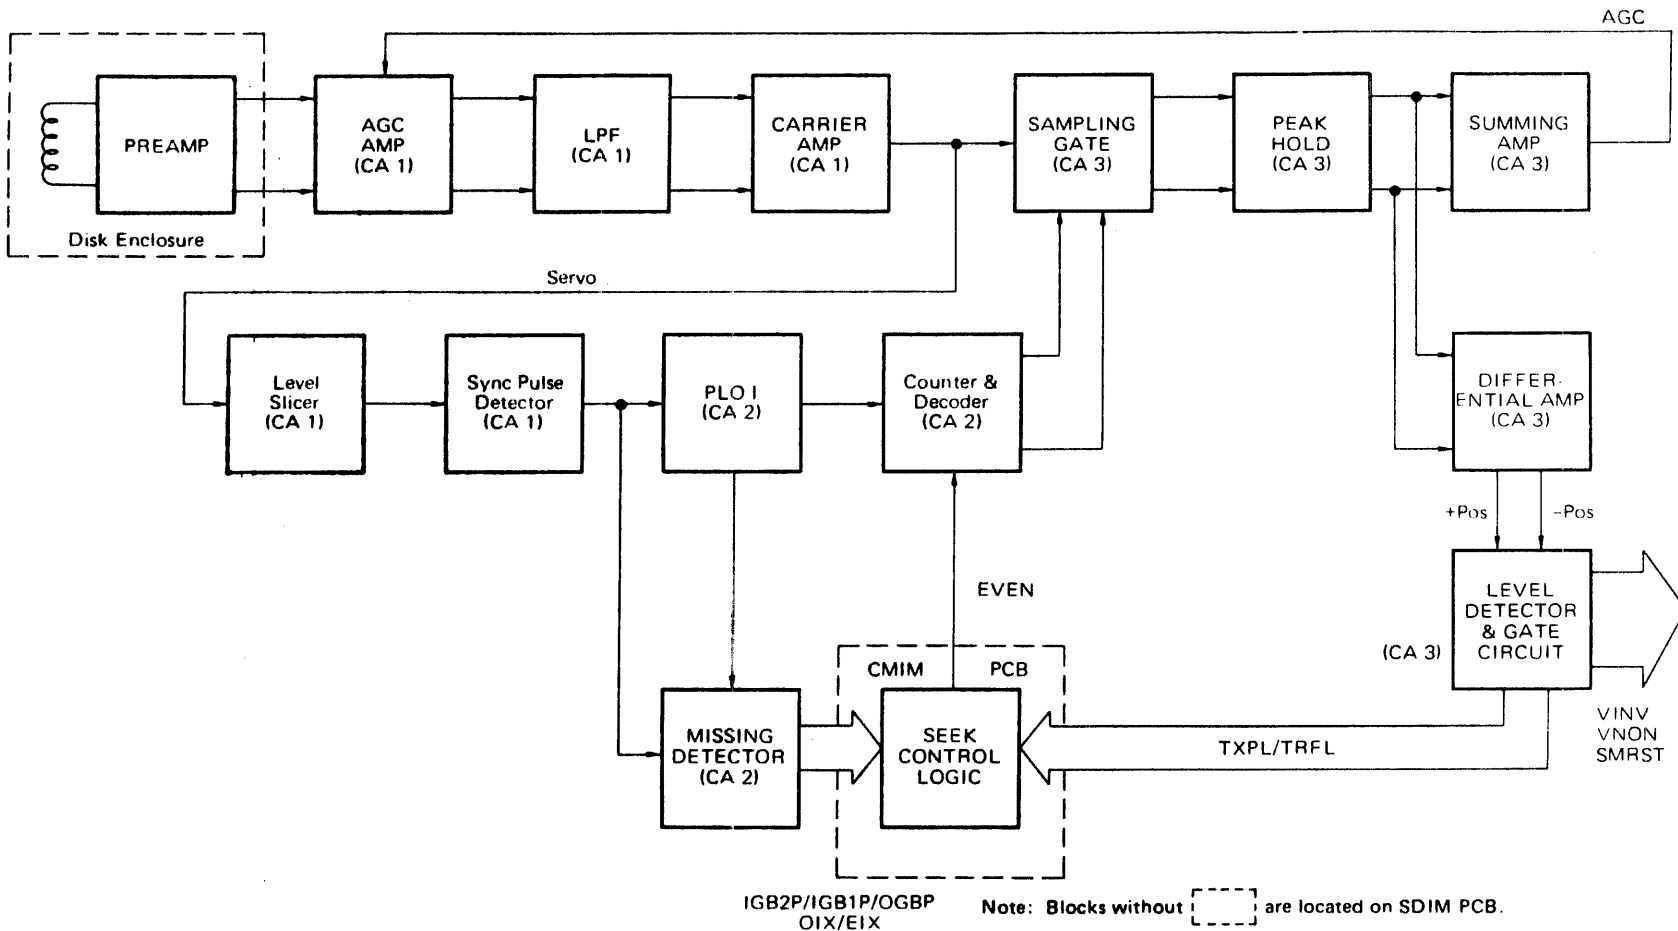 AGC
PREAMP
Disk Enclosure
AGC
AMP
(CA 1)
LPF
(CA 1)
CARRIER
AMP
(CA 1)
SAMPLING
GATE
(CA 3)
PEAK
HOLD
(CA 3)
SUMMING
AMP
(CA 3)
Servo
Level
Slicer
(CA 1)
Sync Pulse
Detector
(CA 1)
PLO I
(CA 2)
Counter &
Decoder
(CA 2)
DIFFER-
ENTIAL AMP
(CA 3)
+Pos
-Pos
EVEN
LEVEL
DETECTOR
& GATE
CIRCUIT
(CA 3)
CMIM PCB
MISSING
DETECTOR
(CA 2)
SEEK
CONTROL
LOGIC
TXPL/TRFL
VINV
VNON
SMRST
IGB2P/IGB1P/OGBP
OIX/EIX
Note: Blocks without are located on SDIM PCB.